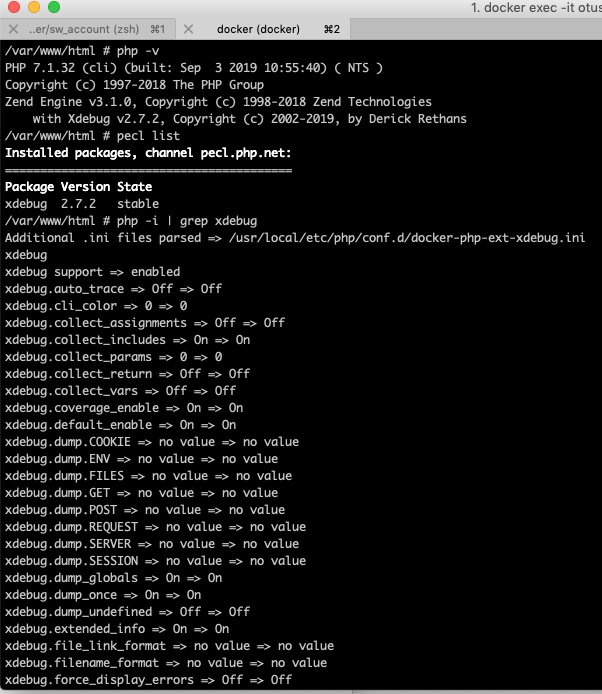 1. docker exec -it otus
..er/sw_account (zsh) ⌘1
docker (docker) ⌘2
/var/www/html # php -v
PHP 7.1.32 (cli) (built: Sep  3 2019 10:55:40) ( NTS )
Copyright (c) 1997-2018 The PHP Group
Zend Engine v3.1.0, Copyright (c) 1998-2018 Zend Technologies
    with Xdebug v2.7.2, Copyright (c) 2002-2019, by Derick Rethans
/var/www/html # pecl list
Installed packages, channel pecl.php.net:
=========================================
Package Version State
xdebug  2.7.2   stable
/var/www/html # php -i | grep xdebug
Additional .ini files parsed => /usr/local/etc/php/conf.d/docker-php-ext-xdebug.ini
xdebug
xdebug support => enabled
xdebug.auto_trace => Off => Off
xdebug.cli_color => 0 => 0
xdebug.collect_assignments => Off => Off
xdebug.collect_includes => On => On
xdebug.collect_params => 0 => 0
xdebug.collect_return => Off => Off
xdebug.collect_vars => Off => Off
xdebug.coverage_enable => On => On
xdebug.default_enable => On => On
xdebug.dump.COOKIE => no value => no value
xdebug.dump.ENV => no value => no value
xdebug.dump.FILES => no value => no value
xdebug.dump.GET => no value => no value
xdebug.dump.POST => no value => no value
xdebug.dump.REQUEST => no value => no value
xdebug.dump.SERVER => no value => no value
xdebug.dump.SESSION => no value => no value
xdebug.dump_globals => On => On
xdebug.dump_once => On => On
xdebug.dump_undefined => Off => Off
xdebug.extended_info => On => On
xdebug.file_link_format => no value => no value
xdebug.filename_format => no value => no value
xdebug.force_display_errors => Off => Off